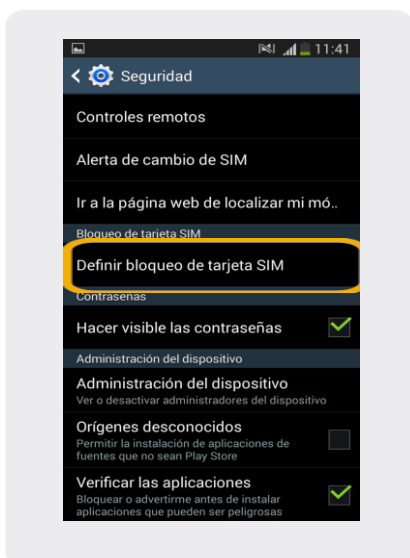 11:41
Seguridad
Controles remotos
Alerta de cambio de SIM
Ir a la página web de localizar mi mó..
Bloqueo de tarjeta SIM
Definir bloqueo de tarjeta SIM
Contraseñas
Hacer visible las contraseñas
Administración del dispositivo
Administración del dispositivo
Ver o desactivar administradores del dispositivo
Orígenes desconocidos
Permitir la instalación de aplicaciones de
fuentes que no sean Play Store
Verificar las aplicaciones
Bloquear o advertirme antes de instalar
aplicaciones que pueden ser peligrosas